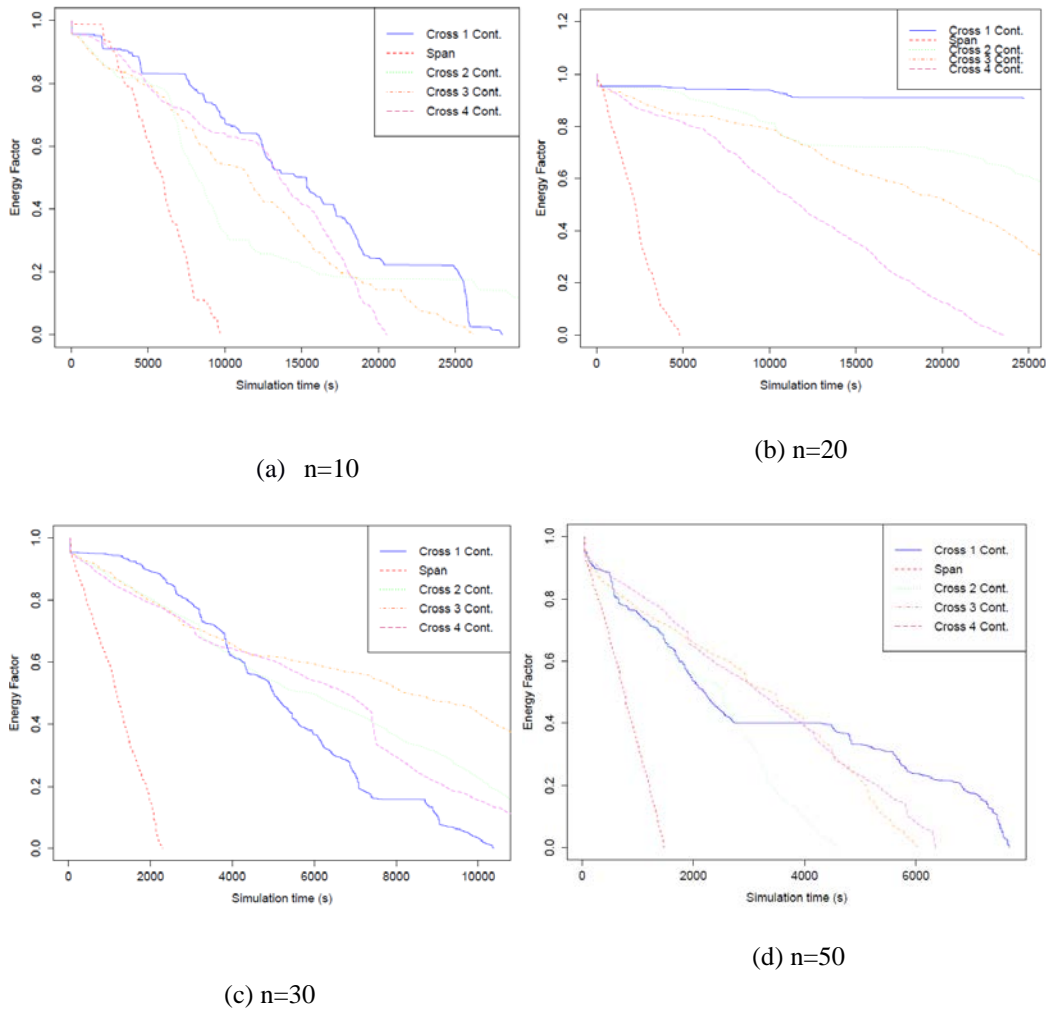 Energy Factor
0.0
0.2
0.4
0.6
0.8
1.0
0
5000
10000
15000
20000
25000
Simulation time (s)
Cross 1 Cont.
Span
Cross 2 Cont.
Cross 3 Cont.
Cross 4 Cont.
(a) n=10
Energy Factor
0.0
0.2
0.4
0.6
0.8
1.0
1.2
0
5000
10000
15000
20000
25000
Simulation time (s)
Cross 1 Cont.
Span
Cross 2 Cont.
Cross 3 Cont.
Cross 4 Cont.
(b) n=20
Energy Factor
0.0
0.2
0.4
0.6
0.8
1.0
0
2000
4000
6000
8000
10000
Simulation time (s)
Cross 1 Cont.
Span
Cross 2 Cont.
Cross 3 Cont.
Cross 4 Cont.
(c) n=30
Energy Factor
0.0
0.2
0.4
0.6
0.8
1.0
0
2000
4000
6000
Simulation time (s)
Cross 1 Cont.
Span
Cross 2 Cont.
Cross 3 Cont.
Cross 4 Cont.
(d) n=50